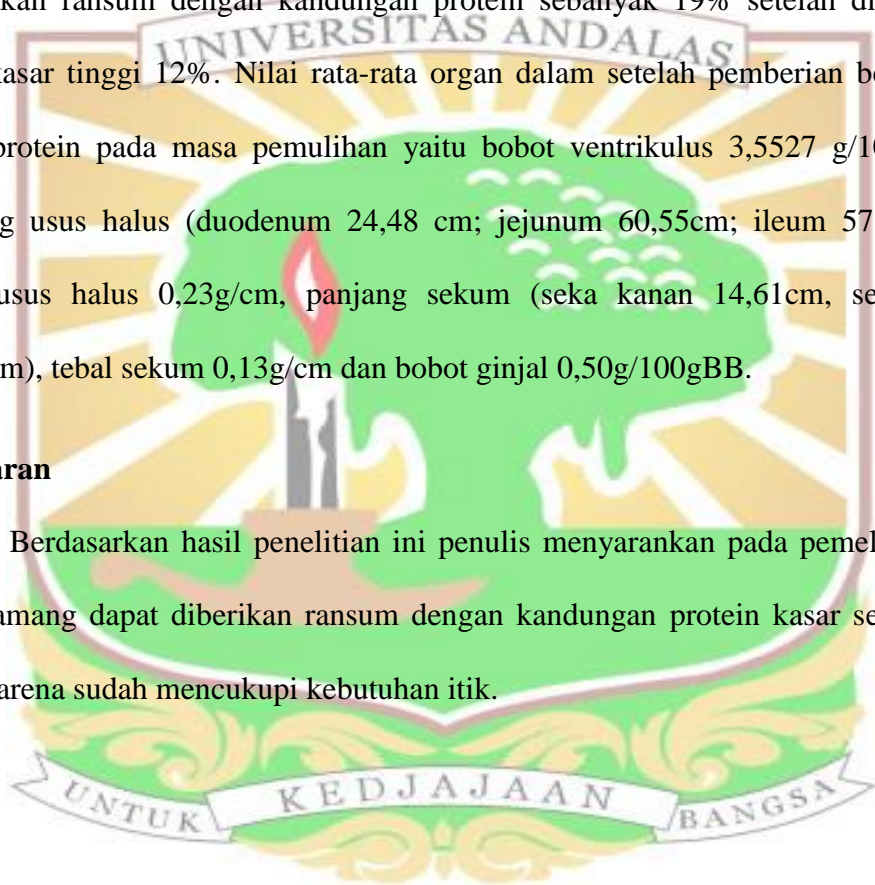 kan ransum dengan kandungan protein sebanyak 19% setelah di
UNIVERSITAS ANDALAS
kasar tinggi 12%. Nilai rata-rata organ dalam setelah pemberian be
protein pada masa pemulihan yaitu bobot ventrikulus 3,5527 g/10
g usus halus (duodenum 24,48 cm; jejunum 60,55cm; ileum 57
usus halus 0,23g/cm, panjang sekum (seka kanan 14,61cm, se
m), tebal sekum 0,13g/cm dan bobot ginjal 0,50g/100gBB.
aran
Berdasarkan hasil penelitian ini penulis menyarankan pada pemel
amang dapat diberikan ransum dengan kandungan protein kasar se
arena sudah mencukupi kebutuhan itik.
UNTUK KEDJAJAAN BANGSA